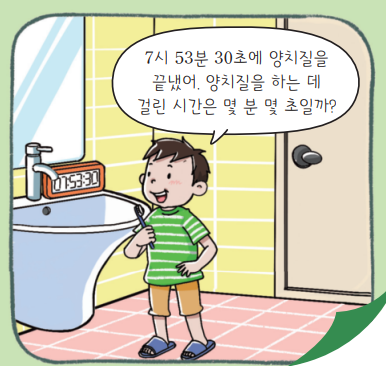 7시 53분 30초에 양치질을
끝냈어. 양치질을 하는 데
걸린 시간은 몇 분 몇 초일까?
07:53:30